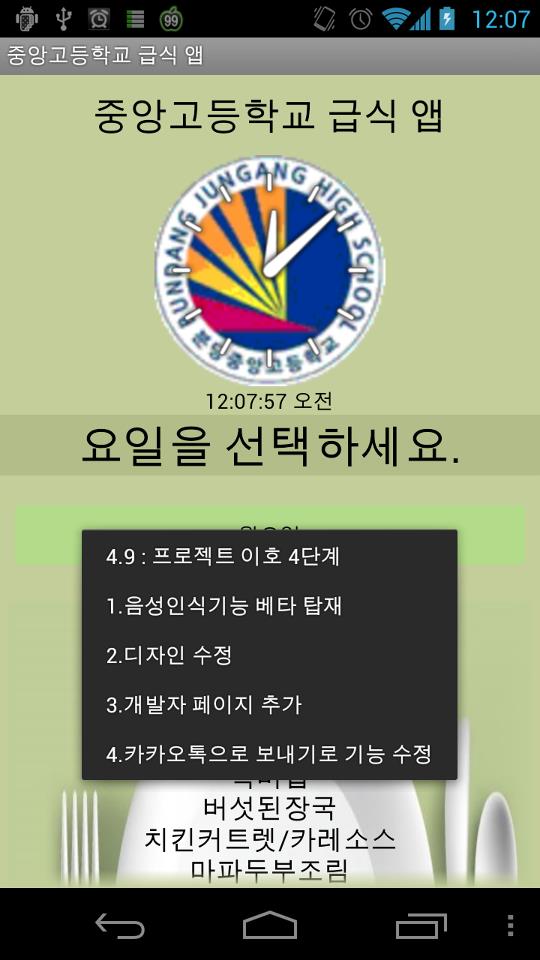 99
12:07
중앙고등학교 급식 앱
중앙고등학교 급식 앱
BUNDANG JUNGANG HIGH SCHOOL
분당중앙고등학교
12:07:57 오전
요일을 선택하세요.
4.9 : 프로젝트 이호 4단계
1.음성인식기능 베타 탑재
2.디자인 수정
3.개발자 페이지 추가
4.카카오톡으로 보내기로 기능 수정
버섯된장국
치킨커트렛/카레소스
마파두부조림